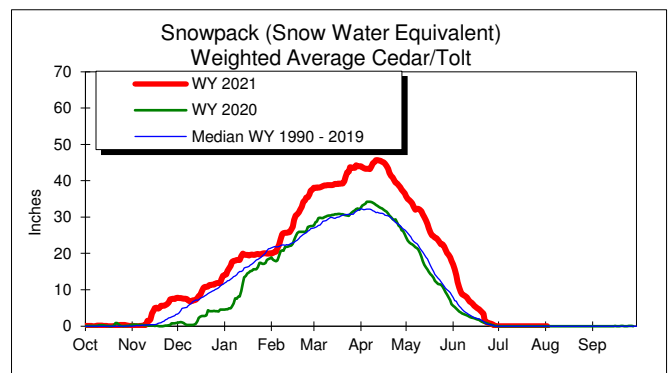 Snowpack (Snow Water Equivalent)
Weighted Average Cedar/Tolt
70
60
50
40
30
20
10
0
Inches
WY 2021
WY 2020
Median WY 1990 - 2019
Oct Nov Dec Jan Feb Mar Apr May Jun Jul Aug Sep